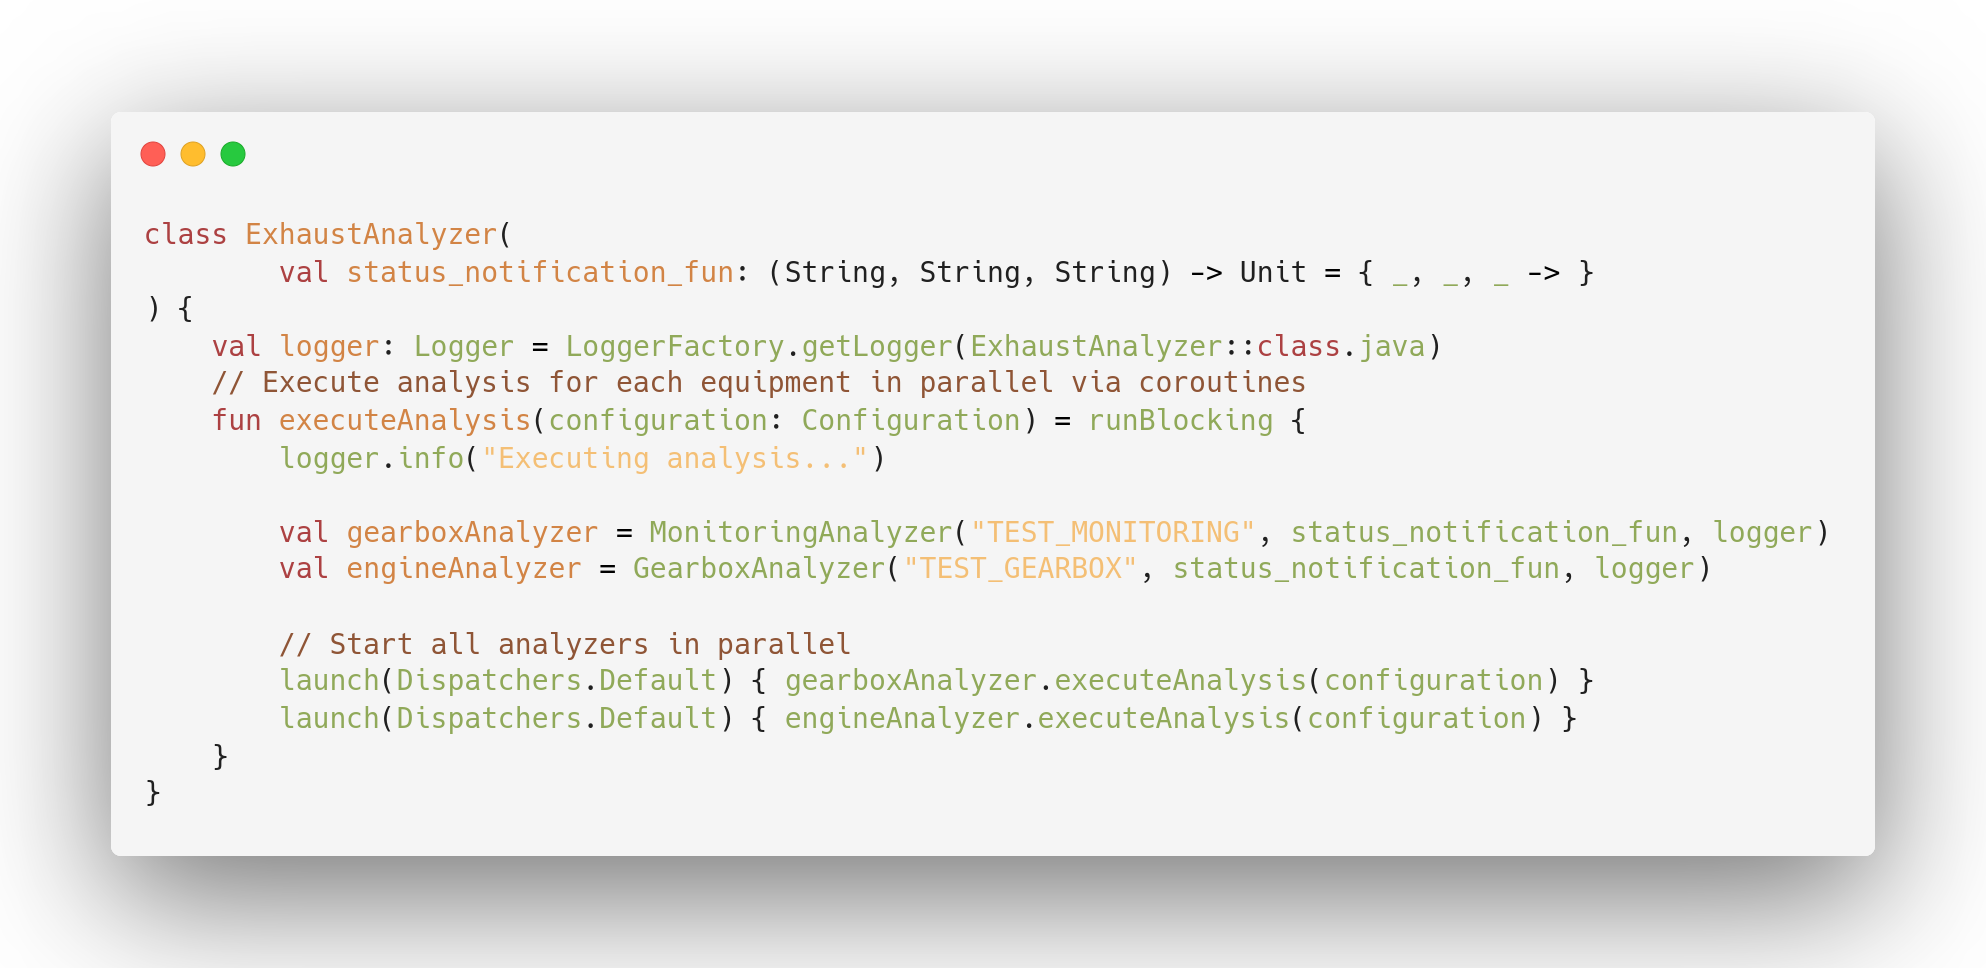 class ExhaustAnalyzer(
        val status_notification_fun: (String, String, String) -> Unit = { _, _, _ -> }
) {
    val logger: Logger = LoggerFactory.getLogger(ExhaustAnalyzer::class.java)
    // Execute analysis for each equipment in parallel via coroutines
    fun executeAnalysis(configuration: Configuration) = runBlocking {
        logger.info("Executing analysis...")

        val gearboxAnalyzer = MonitoringAnalyzer("TEST_MONITORING", status_notification_fun, logger)
        val engineAnalyzer = GearboxAnalyzer("TEST_GEARBOX", status_notification_fun, logger)

        // Start all analyzers in parallel
        launch(Dispatchers.Default) { gearboxAnalyzer.executeAnalysis(configuration) }
        launch(Dispatchers.Default) { engineAnalyzer.executeAnalysis(configuration) }
    }
}